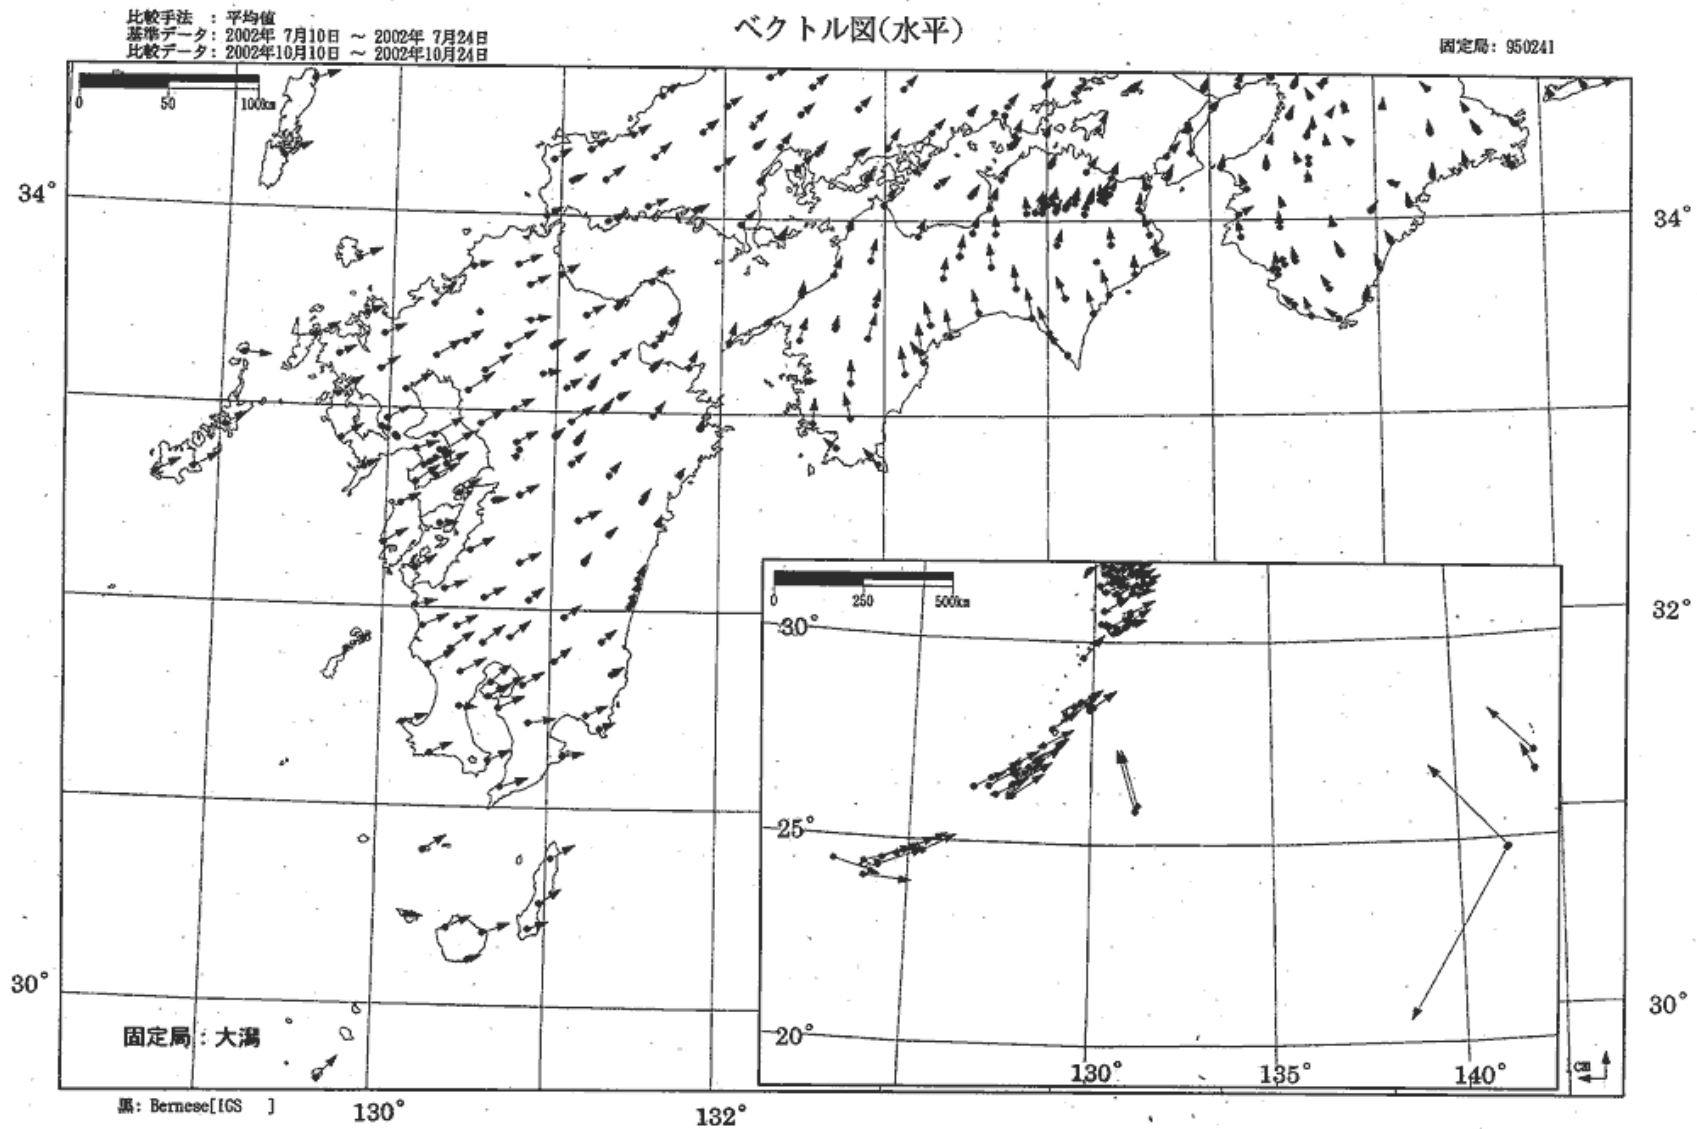 比較手法 : 平均値
基準データ: 2002年 7月10日 ～ 2002年 7月24日
比較データ: 2002年10月10日 ～ 2002年10月24日
ベクトル図(水平)
固定局: 950241
0 50 100km
34°
34°
0 250 500km
32°
30°
25°
30°
30°
20°
固定局:大潟
130° 135° 140°
黒: Bernese[IGS ]
130°
132°